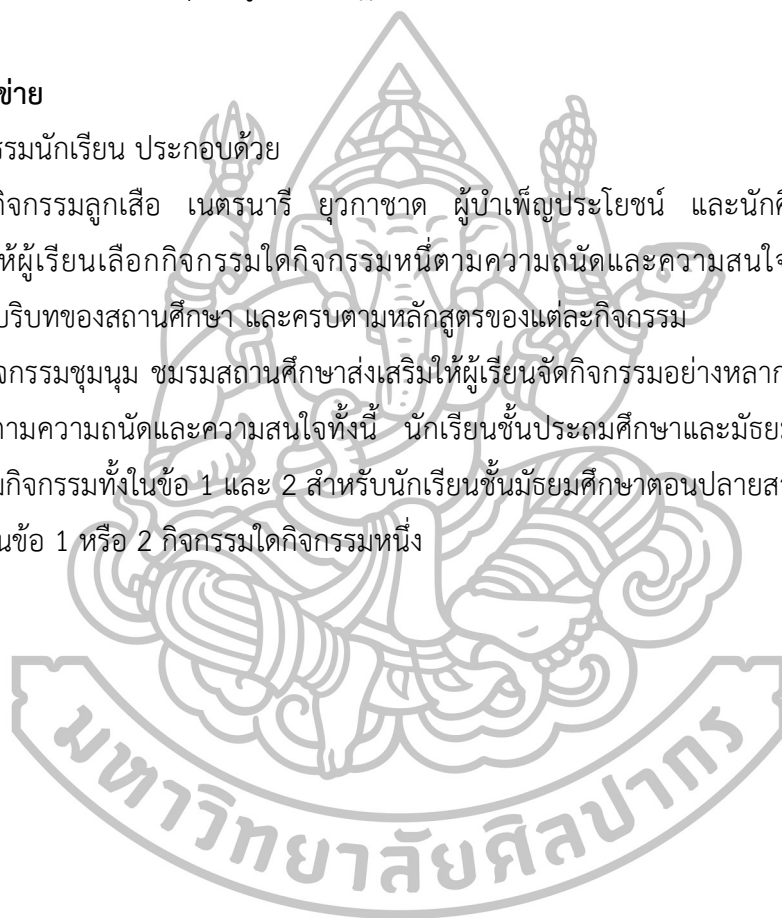 ข่าย
รรมนักเรียน ประกอบด้วย
กิจกรรมลูกเสือ เนตรนารี ยุวกาชาด ผู้บำเพ็ญประโยชน์ และนักศึ
ให้ผู้เรียนเลือกกิจกรรมใดกิจกรรมหนึ่งตามความถนัดและความสนใจ
บริบทของสถานศึกษา และครบตามหลักสูตรของแต่ละกิจกรรม
จกรรมชุมนุม ชมรมสถานศึกษาส่งเสริมให้ผู้เรียนจัดกิจกรรมอย่างหลาก
ตามความถนัดและความสนใจทั้งนี้ นักเรียนชั้นประถมศึกษาและมัธย
มกิจกรรมทั้งในข้อ 1 และ 2 สำหรับนักเรียนชั้นมัธยมศึกษาตอนปลายส
นข้อ 1 หรือ 2 กิจกรรมใดกิจกรรมหนึ่ง
มหาวิทยาลัยศิลปากร